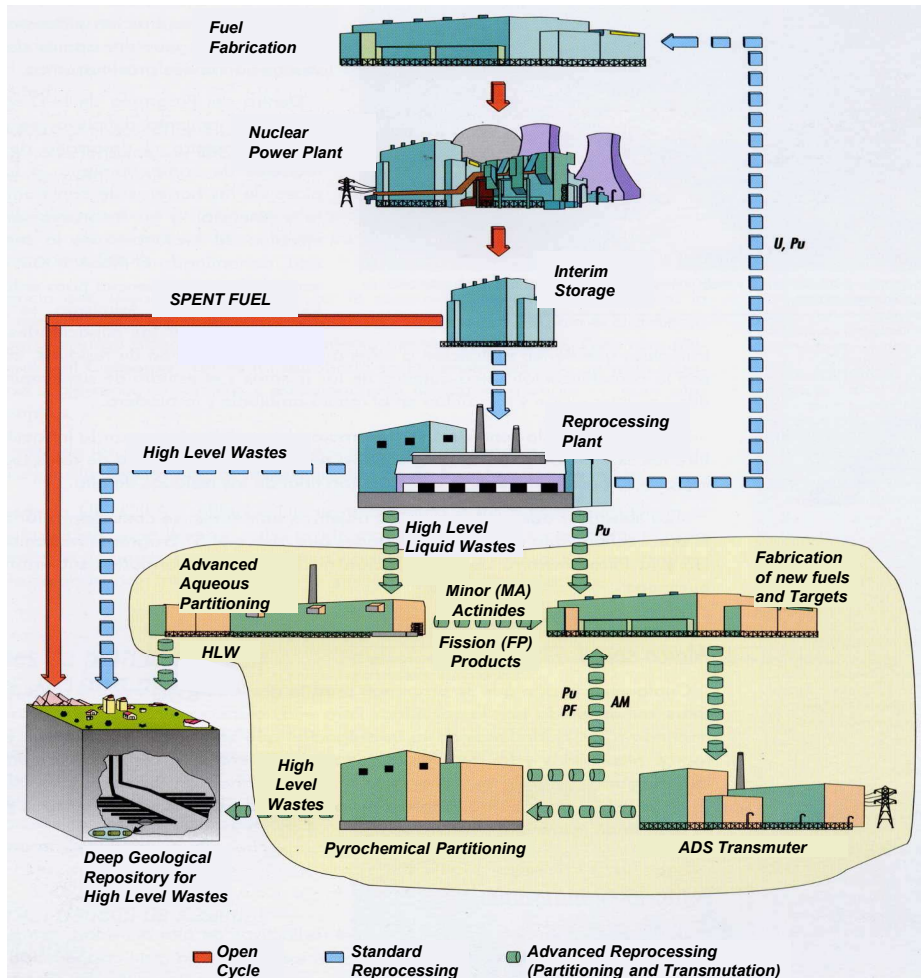 Fuel
Fabrication
Nuclear
Power Plant
U, Pu
Interim
Storage
SPENT FUEL
Reprocessing
Plant
High Level Wastes
High Level
Liquid Wastes
Pu
Fabrication
of new fuels
and Targets
Advanced
Aqueous
Partitioning
Minor (MA)
Actinides
Fission (FP)
Products
HLW
Pu
PF
AM
High
Level
Wastes
Pyrochemical Partitioning
ADS Transmuter
Deep Geological
Repository for
High Level Wastes
Open
Cycle
Standard
Reprocessing
Advanced Reprocessing
(Partitioning and Transmutation)